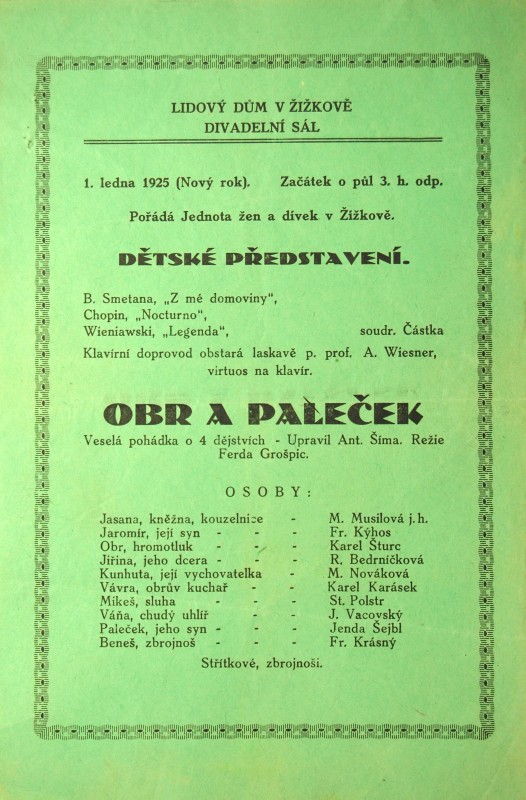 LIDOVÝ DŮM V ŽIŽKOVĚ
DIVADELNÍ SÁL
1. ledna 1925 (Nový rok). Začátek o půl 3. h. odp.
Pořádá Jednota žen a dívek v Žižkově.
DĚTSKÉ PŘEDSTAVENÍ.
B. Smetana, „Z mé domoviny“,
Chopin, „Nocturno“,
Wieniawski, „Legenda“, soudr. Částka
Klavírní doprovod obstará laskavě p. prof. A. Wiesner,
virtuos na klavír.
OBR A PALEČEK
Veselá pohádka o 4 dějstvích - Upravil Ant. Šíma. Režie
Ferda Grošpic.
OSOBY:
Jasana, kněžna, kouzelnice - M. Musilová j. h.
Jaromír, její syn - - - Fr. Kýhos
Obr, hromotluk - - - Karel Šturc
Jiřina, jeho dcera - - - R. Bedrníčková
Kunhuta, její vychovatelka - M. Nováková
Vávra, obrův kuchař - - Karel Karásek
Mikeš, sluha - - - St. Polstr
Váňa, chudý uhlíř - - J. Vacovský
Paleček, jeho syn - - - Jenda Šejbl
Beneš, zbrojnoš - - - Fr. Krásný
Střítkové, zbrojnoši.